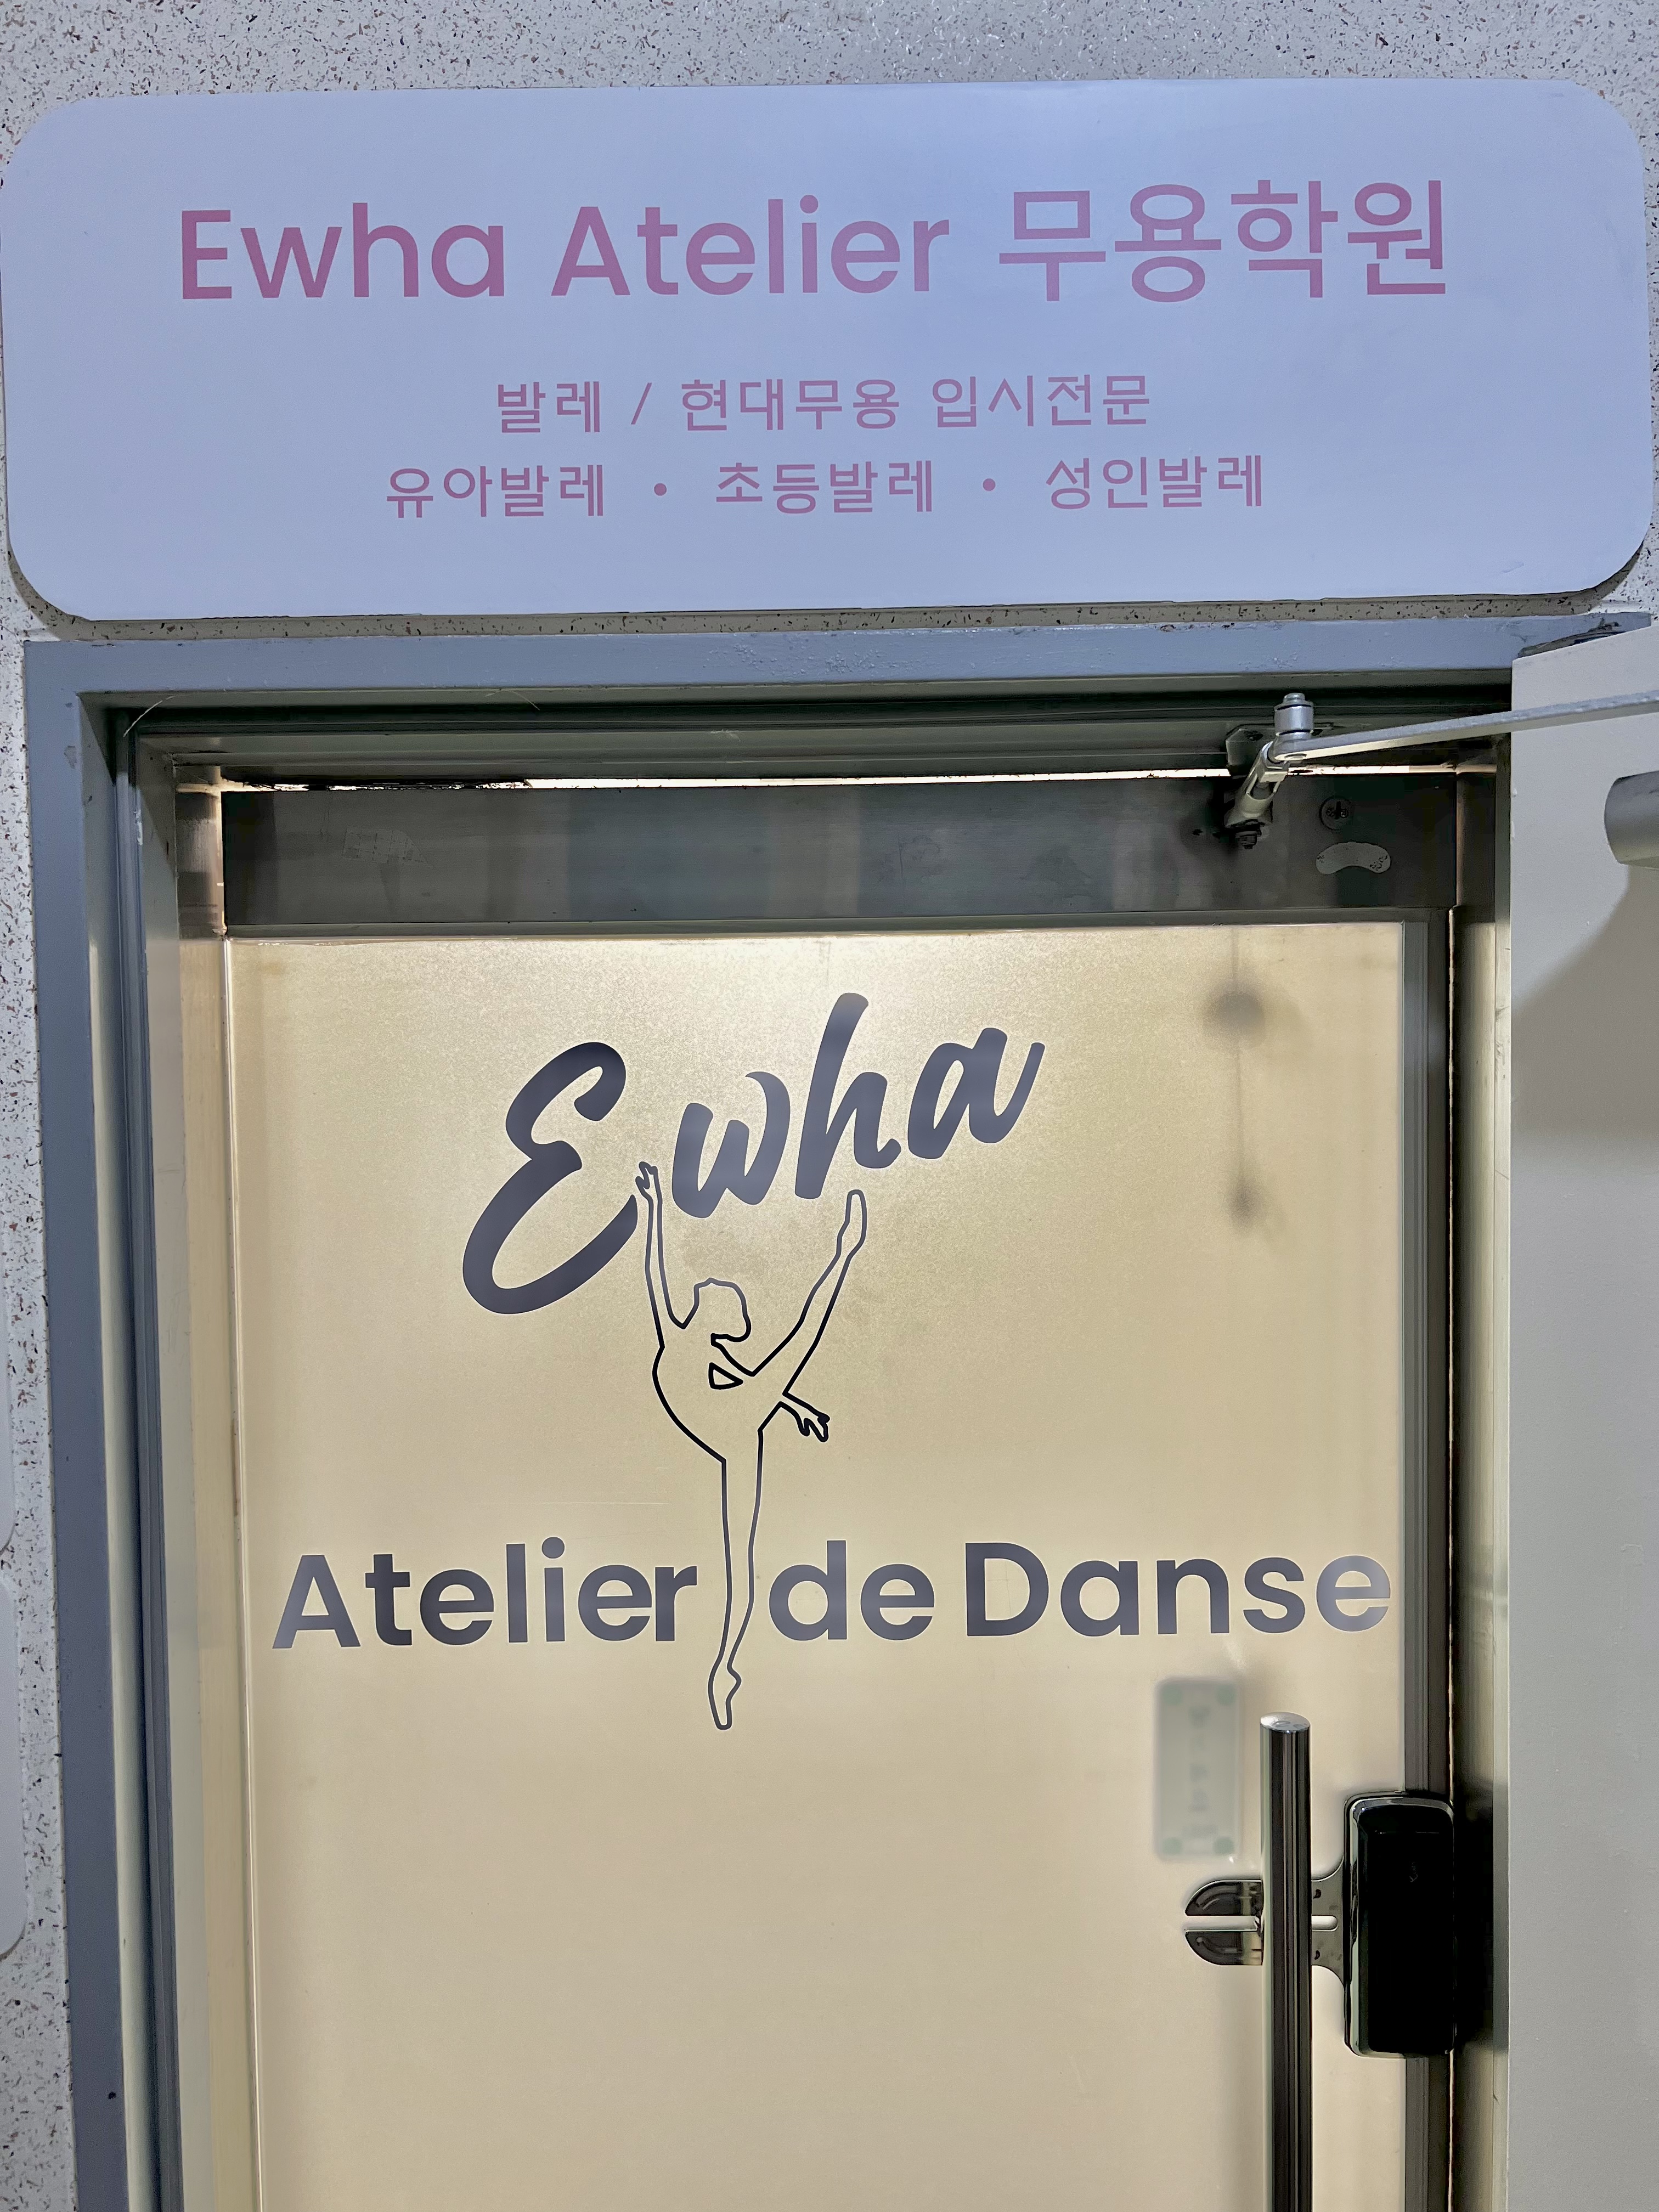 Ewha Atelier 무용학원
발레 / 현대무용 입시전문
유아발레 • 초등발레 • 성인발레
Ewha
Atelier de Danse